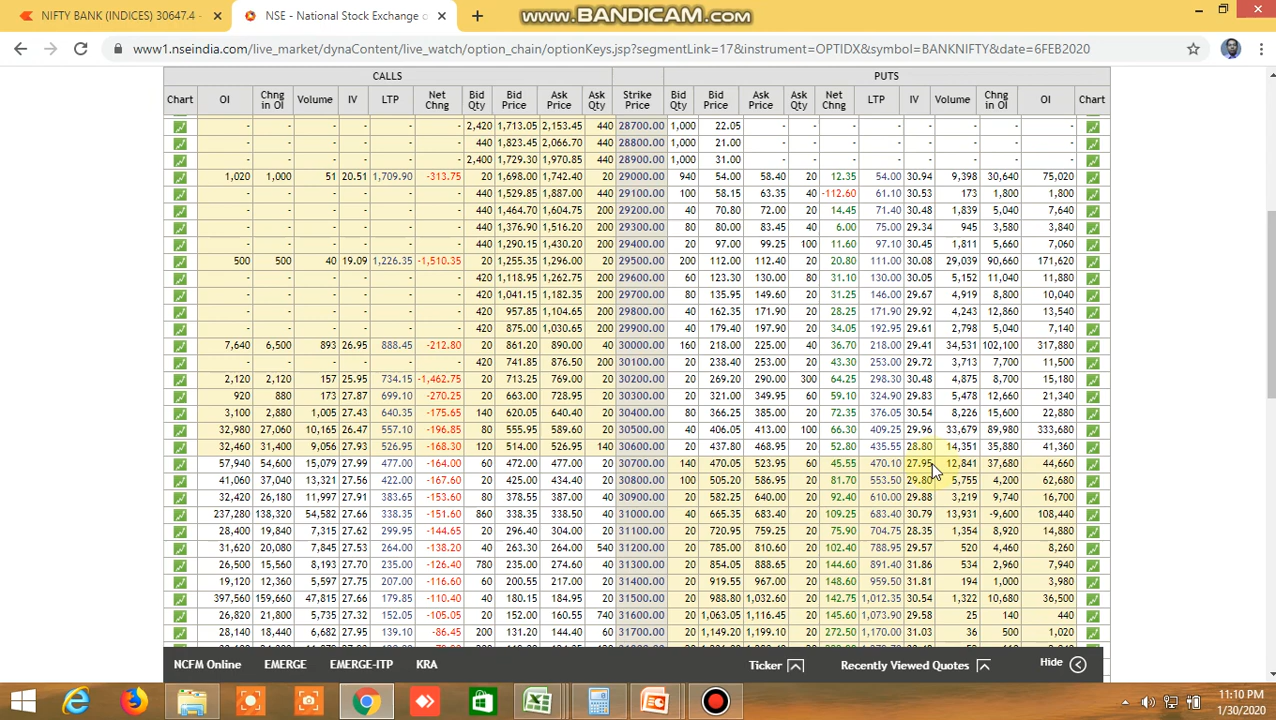 NIFTY BANK (INDICES) 30647.4 -
NSE - National Stock Exchange o
www.BANDICAM.com
www1.nseindia.com/live_market/dynaContent/live_watch/option_chain/optionKeys.jsp?segmentLink=17&instrument=OPTIDX&symbol=BANKNIFTY&date=6FEB2020
CALLS PUTS
Chart OI Chng in OI Volume IV LTP Net Chng Bid Qty Bid Price Ask Price Ask Qty Strike Price Bid Qty Bid Price Ask Price Ask Qty Net Chng LTP IV Volume Chng in OI OI Chart
- - - - - - 2,420 1,713.05 2,153.45 440 28700.00 1,000 22.05 - - - - - - - -
- - - - - - 440 1,823.45 2,066.70 440 28800.00 1,000 21.00 - - - - - - - -
- - - - - - 2,400 1,729.30 1,970.85 440 28900.00 1,000 31.00 - - - - - - - -
1,020 1,000 51 20.51 1,709.90 -313.75 20 1,698.00 1,742.40 20 29000.00 940 54.00 58.40 20 12.35 54.00 30.94 9,398 30,640 75,020
- - - - - - 440 1,529.85 1,887.00 440 29100.00 100 58.15 63.35 40 -112.60 61.10 30.53 173 1,800 1,800
- - - - - - 440 1,464.70 1,604.75 200 29200.00 40 70.80 72.00 20 14.45 71.40 30.48 1,839 5,040 7,640
- - - - - - 440 1,376.90 1,516.20 200 29300.00 80 80.00 83.45 40 6.00 75.00 29.34 945 3,580 3,840
- - - - - - 440 1,290.15 1,430.20 200 29400.00 20 97.00 99.25 100 11.60 97.10 30.45 1,811 5,660 7,060
500 500 40 19.09 1,226.35 -1,510.35 20 1,255.35 1,296.00 20 29500.00 200 112.00 112.40 20 20.80 111.00 30.08 29,039 90,660 171,620
- - - - - - 420 1,118.95 1,262.75 200 29600.00 60 123.30 130.00 80 31.10 130.00 30.05 5,152 11,040 11,880
- - - - - - 420 1,041.15 1,182.35 200 29700.00 80 135.95 149.60 20 31.25 146.00 29.67 4,919 8,800 10,040
- - - - - - 420 957.85 1,104.65 200 29800.00 40 162.35 171.90 20 28.25 171.90 29.92 4,243 12,860 13,540
- - - - - - 420 875.00 1,030.65 200 29900.00 40 179.40 197.90 20 34.05 192.95 29.61 2,798 5,040 7,140
7,640 6,500 893 26.95 888.45 -212.80 20 861.20 890.00 40 30000.00 160 218.00 225.00 40 36.70 218.00 29.41 34,531 102,100 317,880
- - - - - - 420 741.85 876.50 200 30100.00 20 238.40 253.00 20 43.30 253.00 29.72 3,713 7,700 11,500
2,120 2,120 157 25.95 734.15 -1,462.75 20 713.25 769.00 20 30200.00 20 269.20 290.00 300 64.25 298.30 30.48 4,875 8,700 15,180
920 880 173 27.87 699.10 -270.25 20 663.00 728.95 20 30300.00 20 321.00 349.95 60 59.10 324.90 29.83 5,478 12,660 21,340
3,100 2,880 1,005 27.43 640.35 -175.65 140 620.05 640.40 20 30400.00 80 366.25 385.00 20 72.35 376.05 30.54 8,226 15,600 22,880
32,980 27,060 10,165 26.47 557.10 -196.85 80 555.95 589.60 20 30500.00 40 406.05 413.00 100 66.30 409.25 29.96 33,679 89,980 333,680
32,460 31,400 9,056 27.93 526.95 -168.30 120 514.00 526.95 140 30600.00 20 437.80 468.95 20 52.80 435.55 28.80 14,351 35,880 41,360
57,940 54,600 15,079 27.99 477.00 -164.00 60 472.00 477.00 20 30700.00 140 470.05 523.95 60 45.55 470.10 27.95 12,841 37,680 44,660
41,060 37,040 13,321 27.56 422.00 -167.60 20 425.00 434.40 20 30800.00 100 505.20 586.95 20 81.70 553.50 29.80 5,755 4,200 62,680
32,420 26,180 11,997 27.91 383.65 -153.60 80 378.55 387.00 40 30900.00 20 582.25 640.00 20 92.40 610.00 29.88 3,219 9,740 16,700
237,280 138,320 54,582 27.66 338.35 -151.60 860 338.35 339.50 40 31000.00 40 665.35 683.40 20 109.25 683.40 30.79 13,931 -9,600 108,440
28,400 19,840 7,315 27.62 299.95 -144.65 20 296.40 304.00 20 31100.00 20 720.95 759.25 20 75.90 704.75 28.35 1,354 8,920 14,880
31,620 20,080 7,845 27.53 264.00 -138.20 40 263.30 264.00 540 31200.00 20 785.00 810.60 20 102.40 788.95 29.57 520 4,460 8,260
26,500 15,560 8,193 27.70 235.00 -126.40 780 235.00 274.60 40 31300.00 20 854.05 888.65 20 144.60 891.40 31.86 534 2,960 7,940
19,120 12,360 5,597 27.75 207.00 -116.60 60 200.55 217.00 20 31400.00 20 919.55 967.00 20 148.60 959.50 31.81 194 1,000 3,980
397,560 159,660 47,815 27.66 179.85 -110.40 40 180.15 184.95 20 31500.00 20 988.80 1,032.60 20 142.75 1,012.35 30.54 1,322 10,680 36,500
26,820 21,800 5,735 27.32 153.05 -105.05 20 152.00 160.55 740 31600.00 20 1,063.05 1,116.45 20 145.60 1,073.90 29.58 25 140 440
28,140 18,440 6,682 27.95 139.10 -86.45 200 131.20 144.40 60 31700.00 20 1,149.20 1,199.10 20 272.50 1,170.00 31.03 36 500 1,020
NCFM Online EMERGE EMERGE-ITP KRA Ticker Recently Viewed Quotes Hide
11:10 PM
1/30/2020